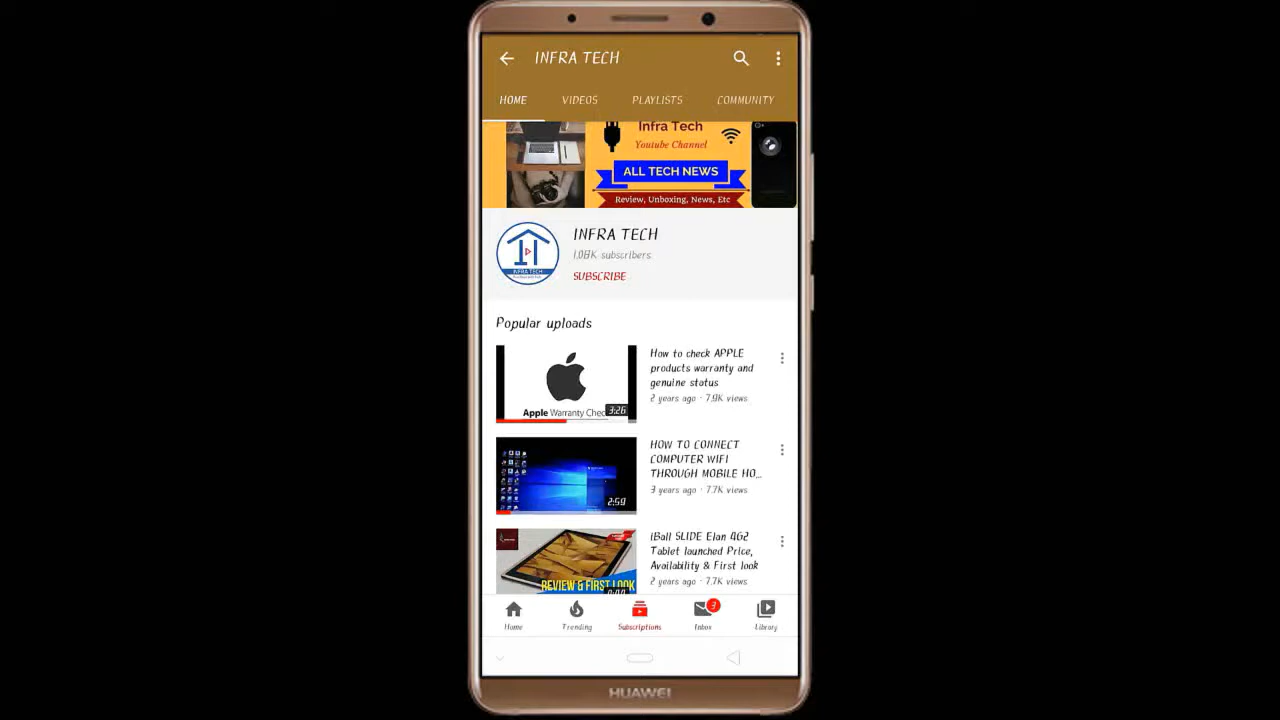 INFRA TECH
HOME VIDEOS PLAYLISTS COMMUNITY
Infra Tech
Youtube Channel
ALL TECH NEWS
Review, Unboxing, News, Etc
INFRA TECH
1.08K subscribers
SUBSCRIBE
INFRA TECH
Popular uploads
How to check APPLE
products warranty and
genuine status
2 years ago · 7.9K views
Apple Warranty Chec
3:26
HOW TO CONNECT
COMPUTER WIFI
THROUGH MOBILE HO...
3 years ago · 7.7K views
2:59
iBall SLIDE Elan 4G2
Tablet launched Price,
Availability & First look
2 years ago · 7.7K views
REVIEW & FIRST LOOK
Home Trending Subscriptions Inbox Library
HUAWEI